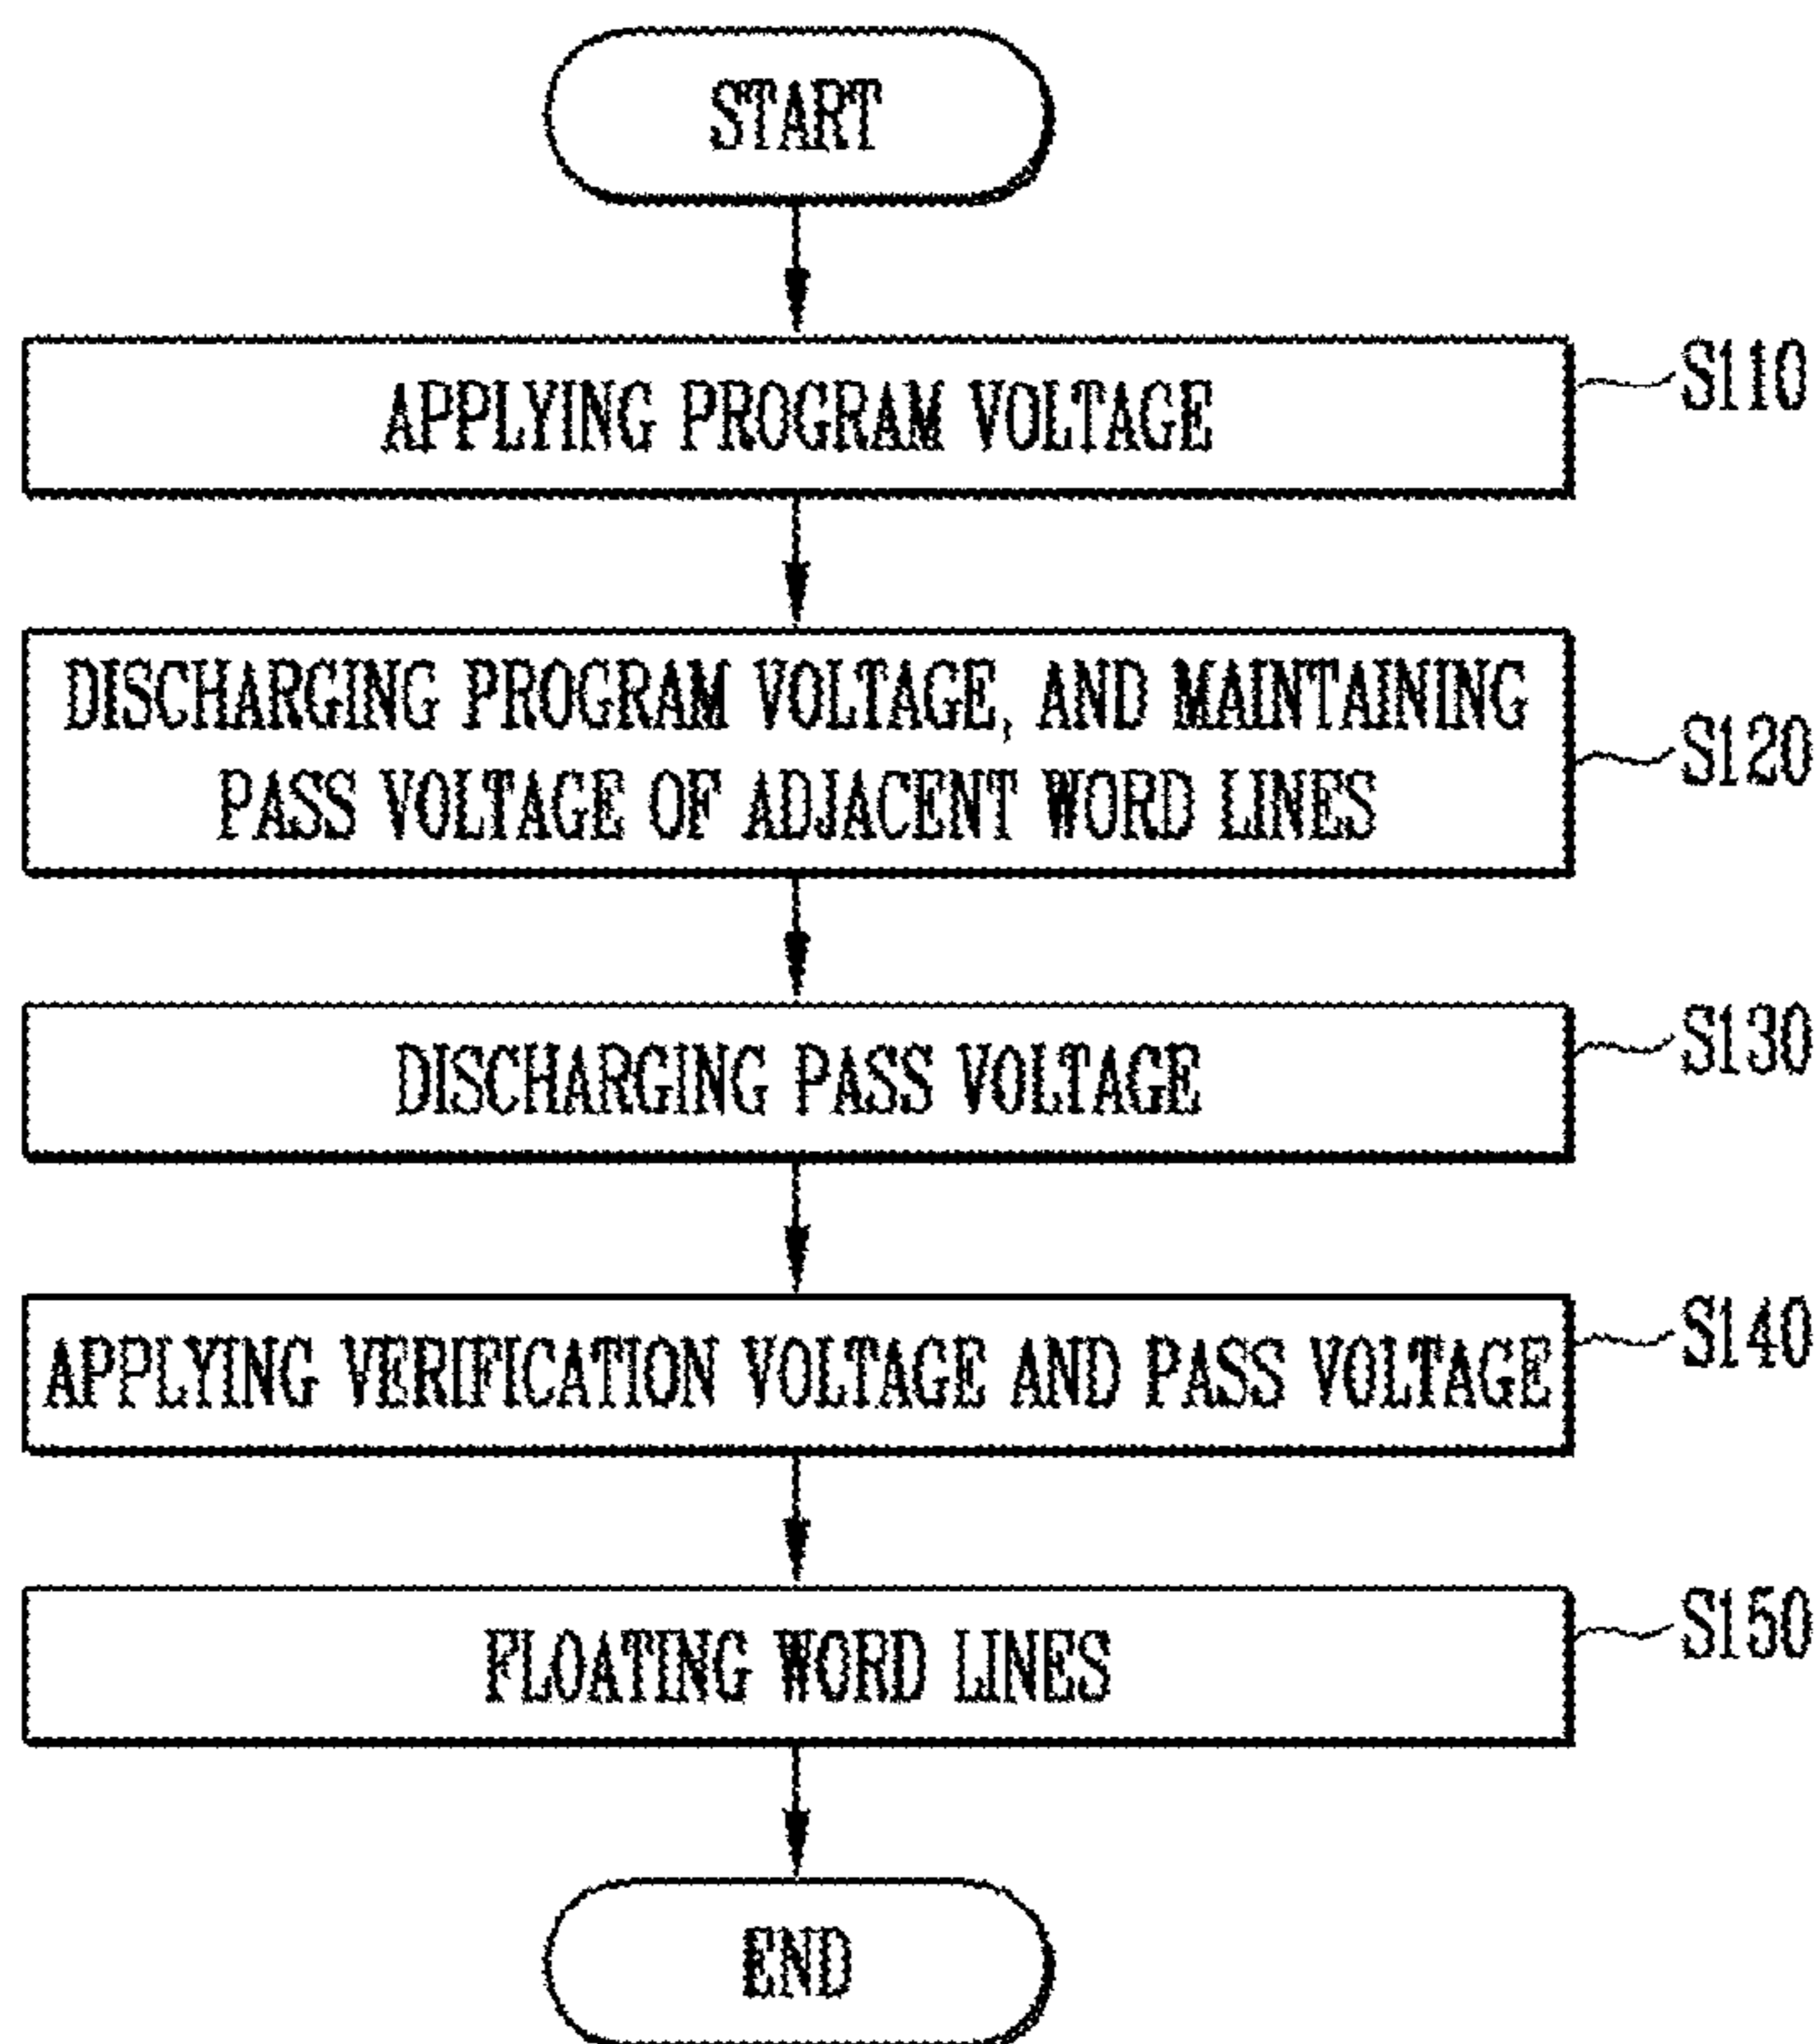 START
APPLYING PROGRAM VOLTAGE
S110
DISCHARGING PROGRAM VOLTAGE, AND MAINTAINING
PASS VOLTAGE OF ADJACENT WORD LINES
S120
DISCHARGING PASS VOLTAGE
S130
APPLYING VERIFICATION VOLTAGE AND PASS VOLTAGE
S140
FLOATING WORD LINES
S150
END